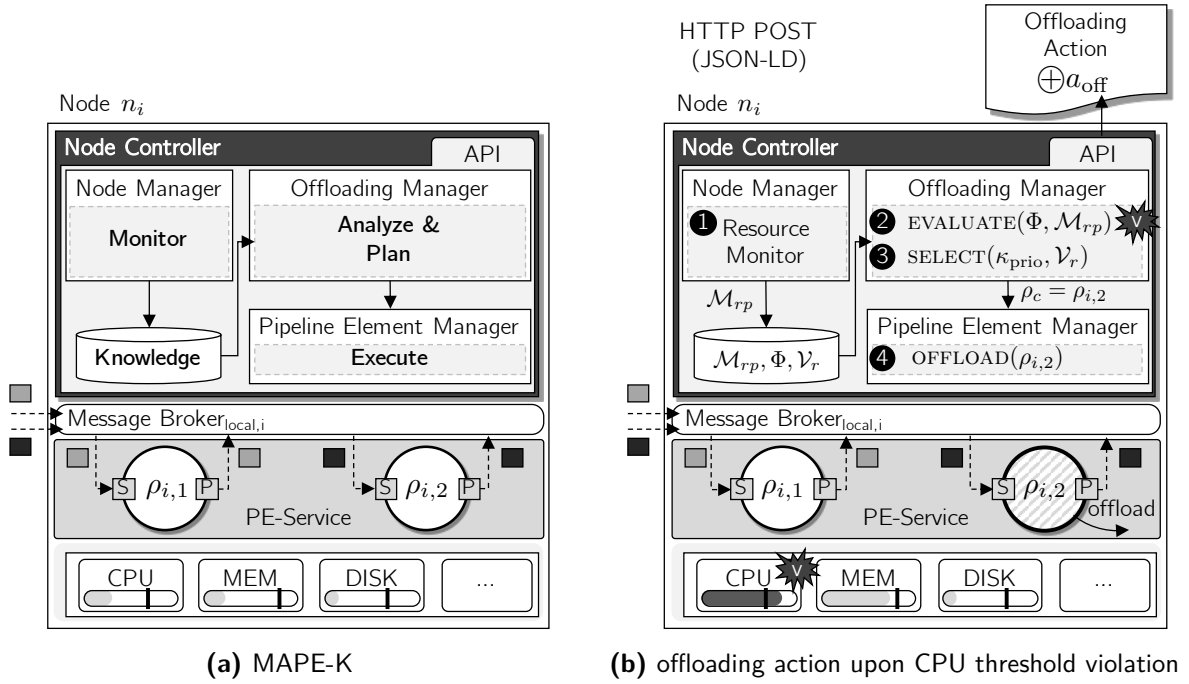 Node n_i
Node Controller
API
Node Manager
Monitor
Offloading Manager
Analyze &
Plan
Knowledge
Pipeline Element Manager
Execute
Message Broker_local,i
S
ρ_i,1
P
S
ρ_i,2
P
PE-Service
CPU
MEM
DISK
...
(a) MAPE-K
HTTP POST
(JSON-LD)
Offloading
Action
⊕a_off
Node n_i
Node Controller
API
Node Manager
1 Resource
Monitor
Offloading Manager
2 EVALUATE(Φ, ℳ_rp)
V
3 SELECT(κ_prio, 𝒱_r)
ℳ_rp
ρ_c = ρ_i,2
ℳ_rp, Φ, 𝒱_r
Pipeline Element Manager
4 OFFLOAD(ρ_i,2)
Message Broker_local,i
S
ρ_i,1
P
S
ρ_i,2
P
offload
PE-Service
CPU
V
MEM
DISK
...
(b) offloading action upon CPU threshold violation